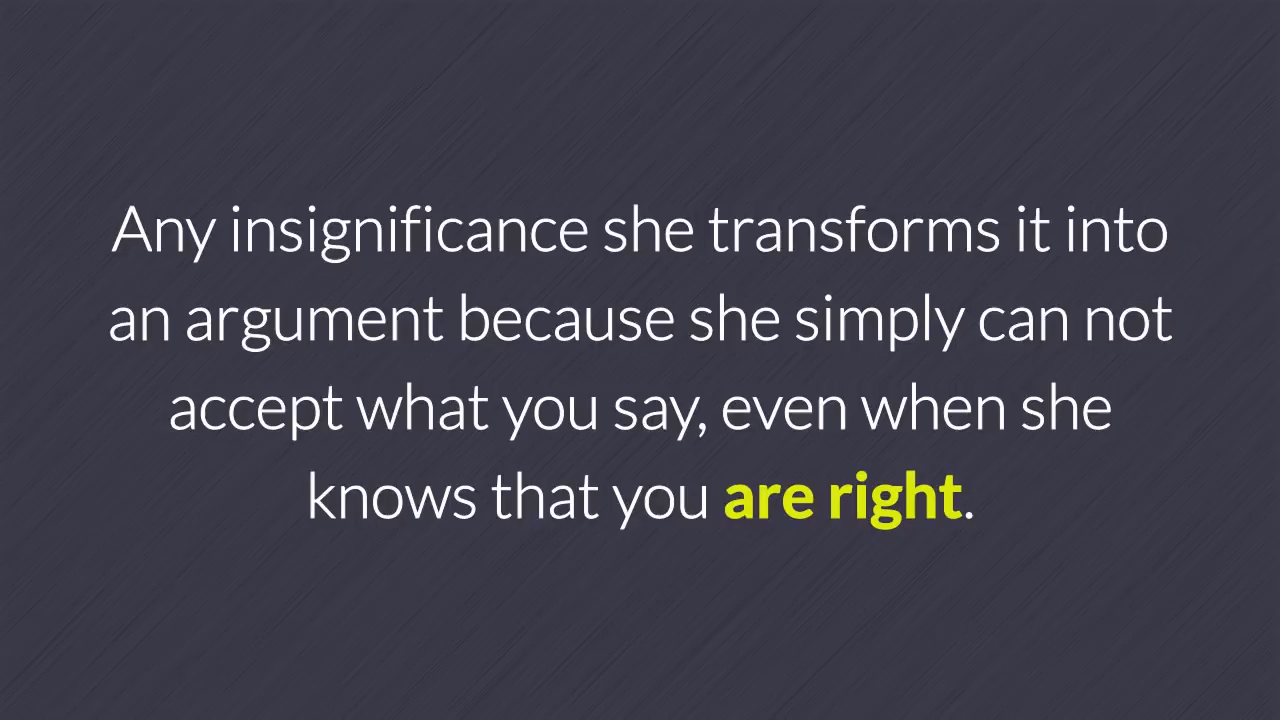 Any insignificance she transforms it into
an argument because she simply can not
accept what you say, even when she
knows that you are right.